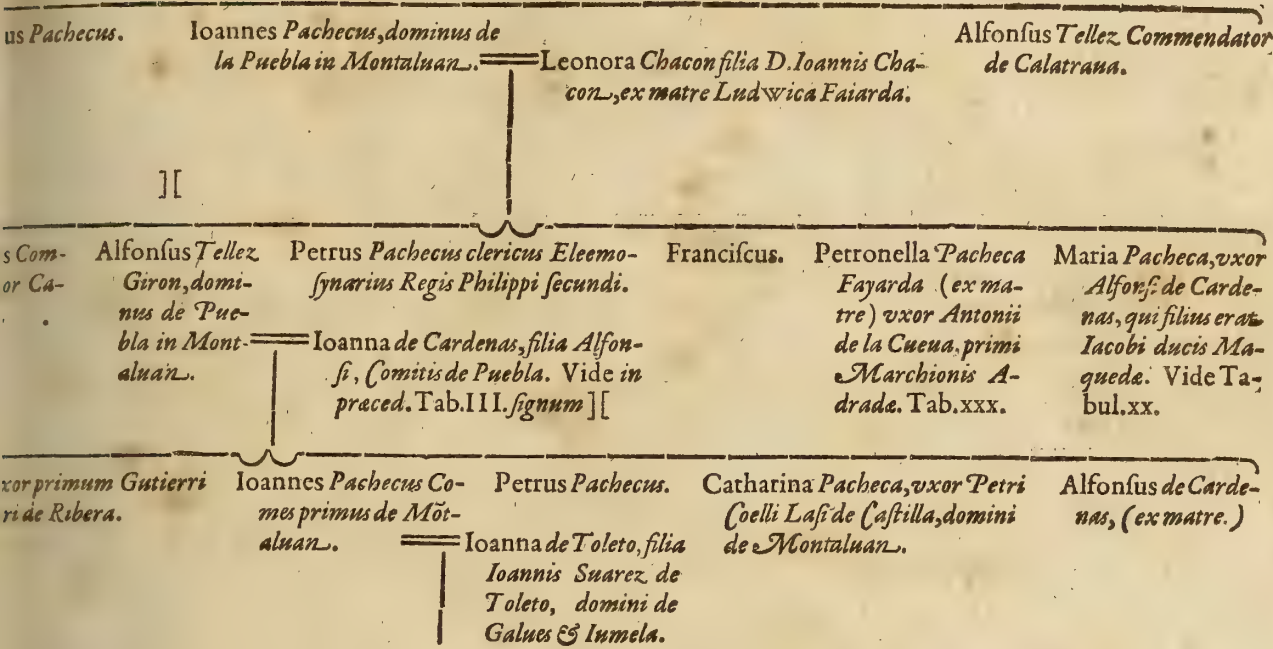 us Pachecus.
Ioannes Pachecus, dominus de
la Puebla in Montaluan.
Leonora Chacon filia D. Ioannis Cha-
con, ex matre Ludwica Faiarda.
Alfonſus Tellez Commendator
de Calatraua.
][
s Com-
or Ca-
Alfonſus Tellez
Giron, domi-
nus de Pue-
bla in Mont-
aluan.
Petrus Pachecus clericus Eleemo-
ſynarius Regis Philippi ſecundi.
Ioanna de Cardenas, filia Alfon-
ſi, Comitis de Puebla. Vide in
præced. Tab. III. ſignum ][
Franciſcus.
Petronella Pacheca
Fayarda (ex ma-
tre) vxor Antonii
de la Cueua, primi
Marchionis A-
dradæ. Tab. xxx.
Maria Pacheca, vxor
Alfonſi de Carde-
nas, qui filius erat
Iacobi ducis Ma-
quedæ. Vide Ta-
bul. xx.
xor primum Gutierri
ri de Ribera.
Ioannes Pachecus Co-
mes primus de Mõt-
aluan.
Ioanna de Toleto, filia
Ioannis Suarez de
Toleto, domini de
Galues & Iumela.
Petrus Pachecus.
Catharina Pacheca, vxor Petri
Coelli Laſi de Caſtilla, domini
de Montaluan.
Alfonſus de Carde-
nas, (ex matre.)